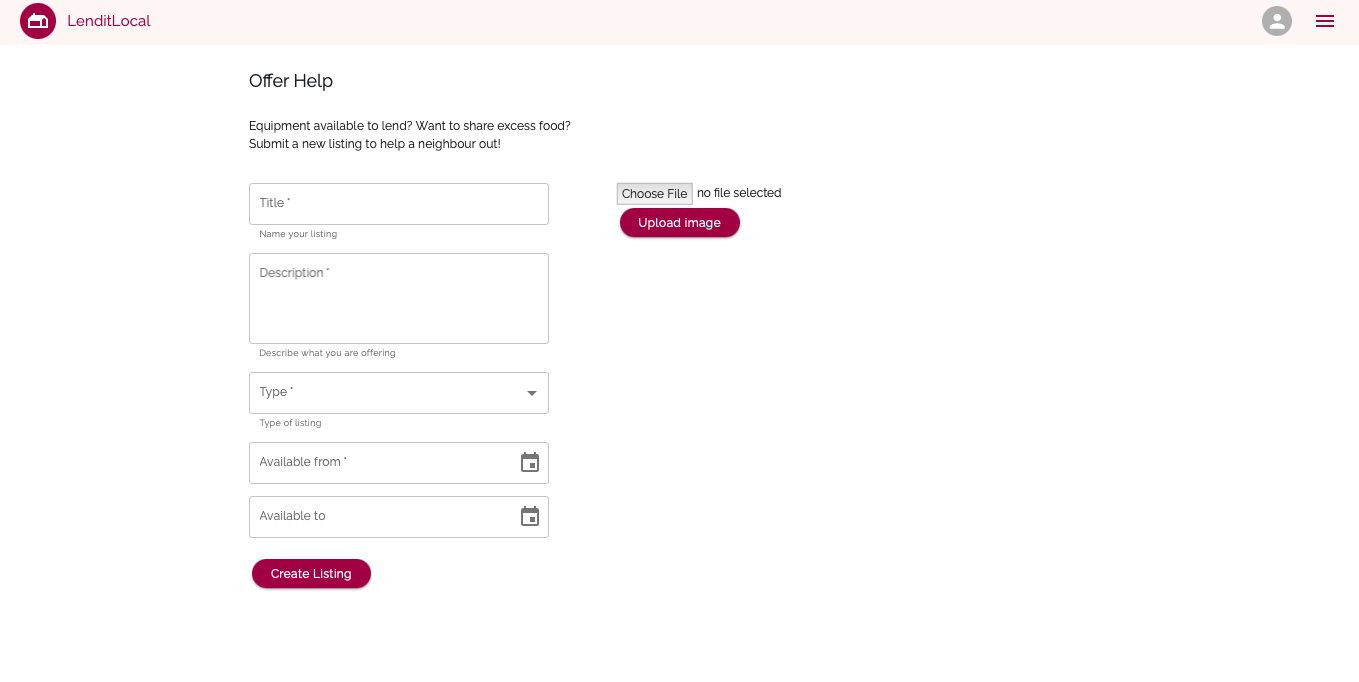 LenditLocal
Offer Help
Equipment available to lend? Want to share excess food?
Submit a new listing to help a neighbour out!
Title *
Name your listing
Choose File no file selected
Upload image
Description *
Describe what you are offering
Type *
Type of listing
Available from *
Available to
Create Listing